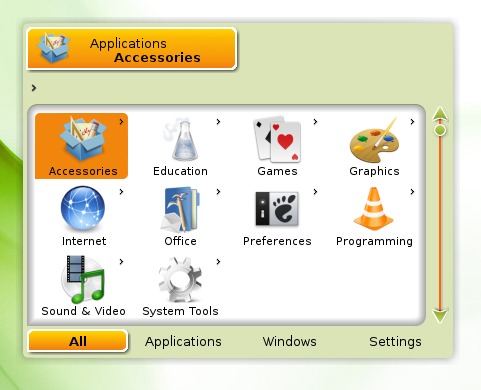 Applications
Accessories
Accessories Education Games Graphics
Internet Office Preferences Programming
Sound & Video System Tools
All Applications Windows Settings